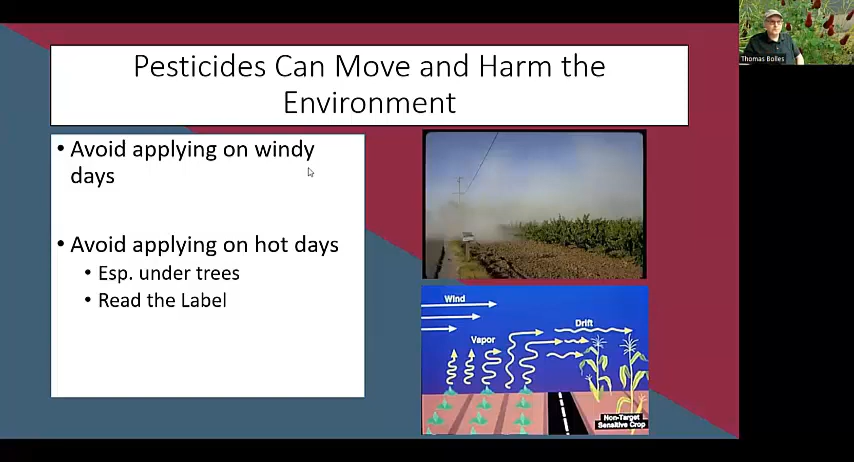 Pesticides Can Move and Harm the
Environment
Thomas Bolles
• Avoid applying on windy
days
• Avoid applying on hot days
• Esp. under trees
• Read the Label
Wind
Vapor
Drift
Non-Target
Sensitive Crop